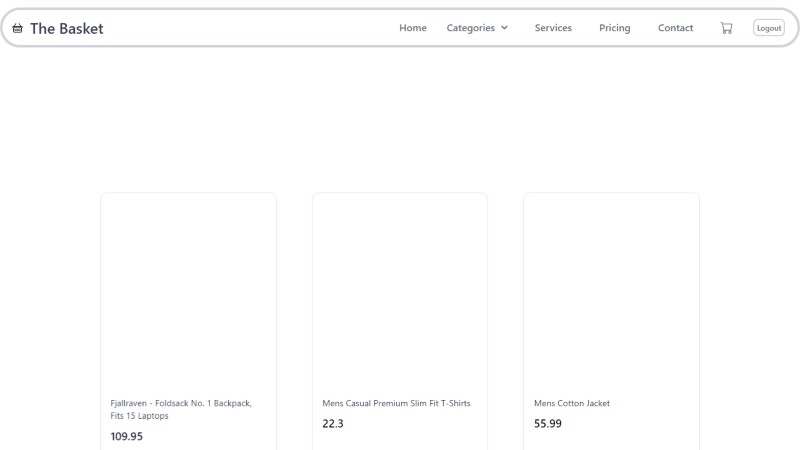 The Basket
Home
Categories
Services
Pricing
Contact
Logout
Fjallraven - Foldsack No. 1 Backpack,
Fits 15 Laptops
109.95
Mens Casual Premium Slim Fit T-Shirts
22.3
Mens Cotton Jacket
55.99